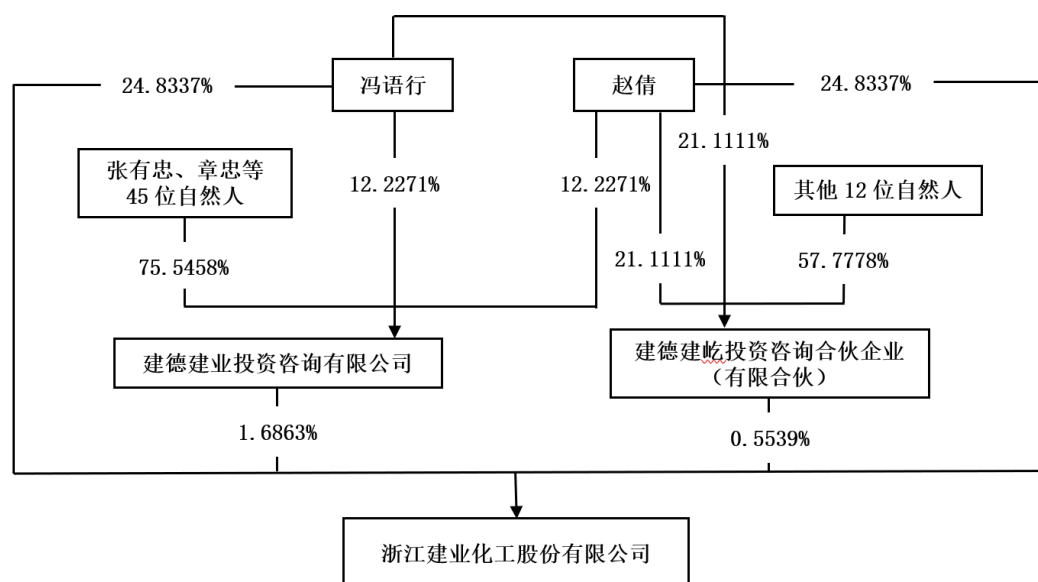 冯语行
赵倩
24.8337%
24.8337%
张有忠、章忠等
45 位自然人
12.2271%
12.2271%
21.1111%
其他 12 位自然人
75.5458%
21.1111%
57.7778%
建德建业投资咨询有限公司
建德建屹投资咨询合伙企业
（有限合伙）
1.6863%
0.5539%
浙江建业化工股份有限公司